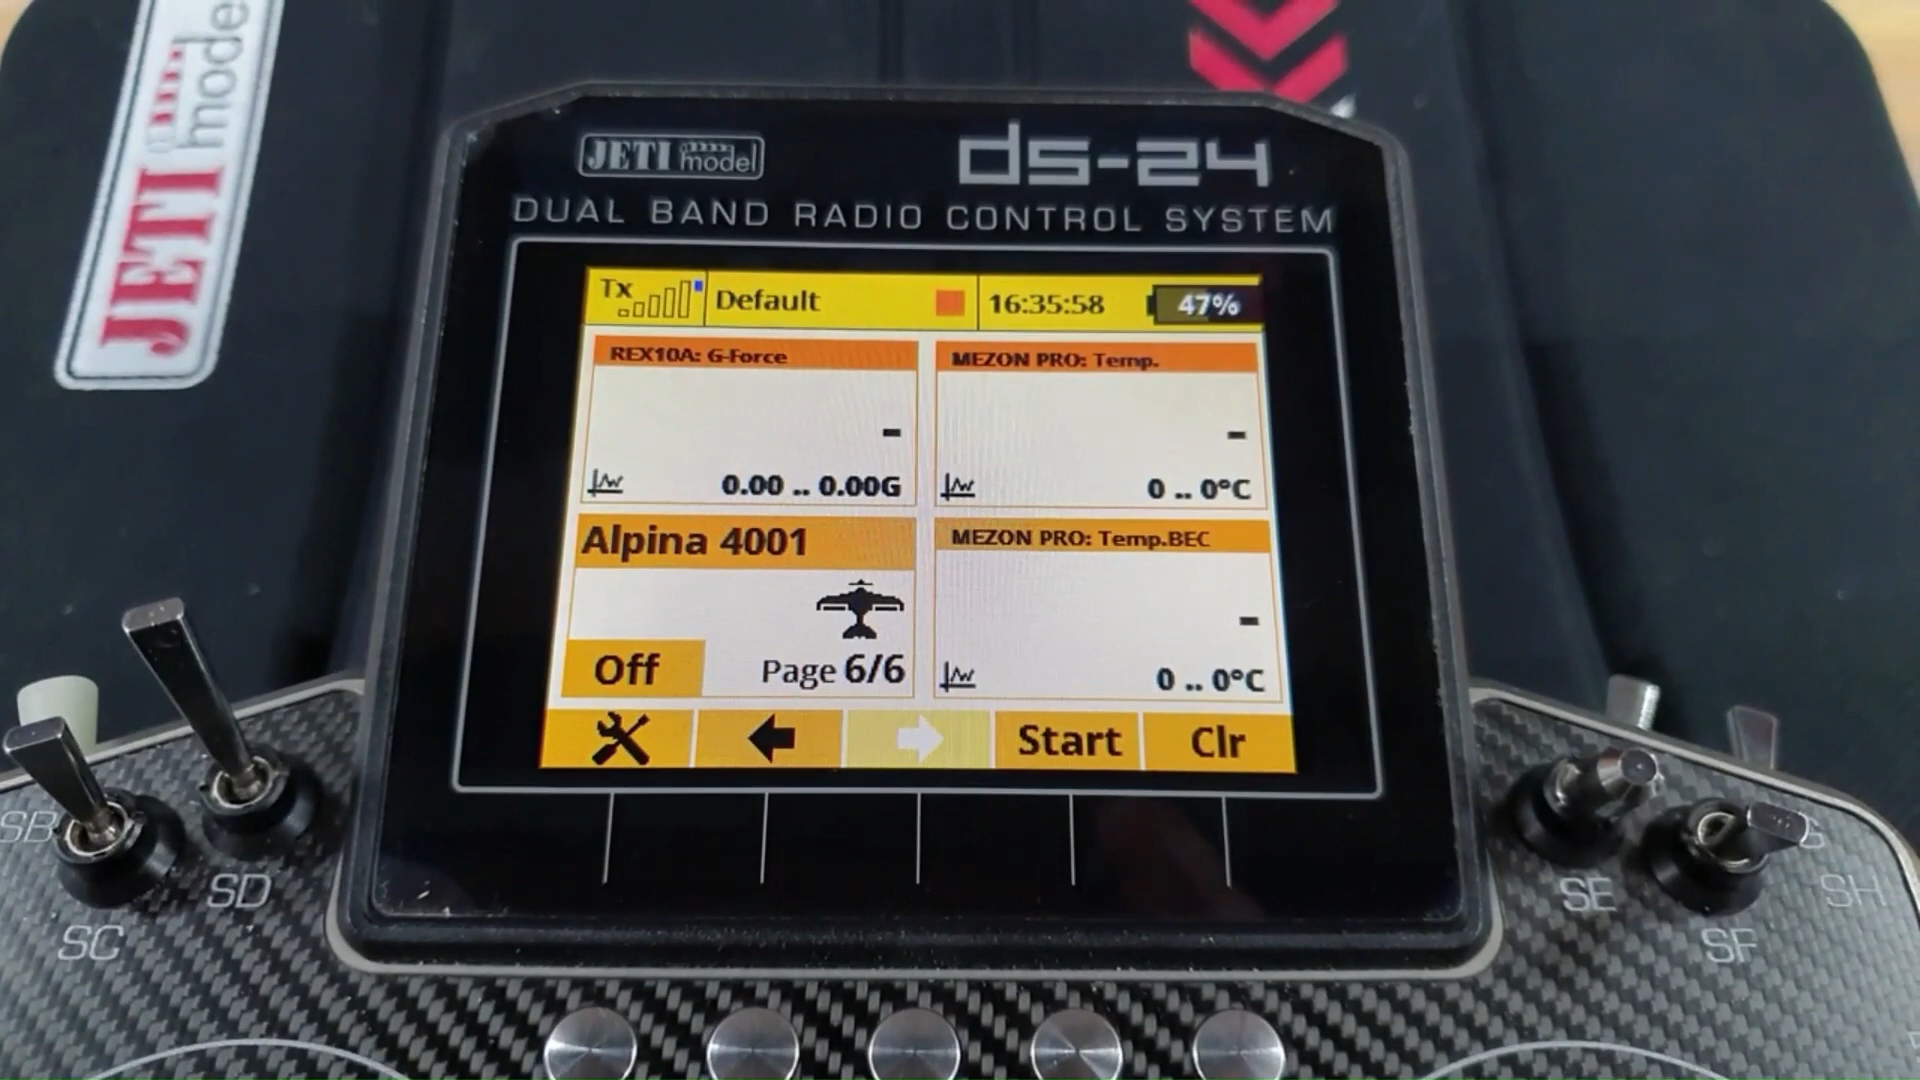 JETI model
JETI model
ds-24
DUAL BAND RADIO CONTROL SYSTEM
Tx
Default
16:35:58
47%
REX10A: G-Force
-
0.00 .. 0.00G
MEZON PRO: Temp.
-
0 .. 0°C
Alpina 4001
Off
Page 6/6
MEZON PRO: Temp.BEC
-
0 .. 0°C
Start
Clr
SB
SC
SD
SE
SF
SH